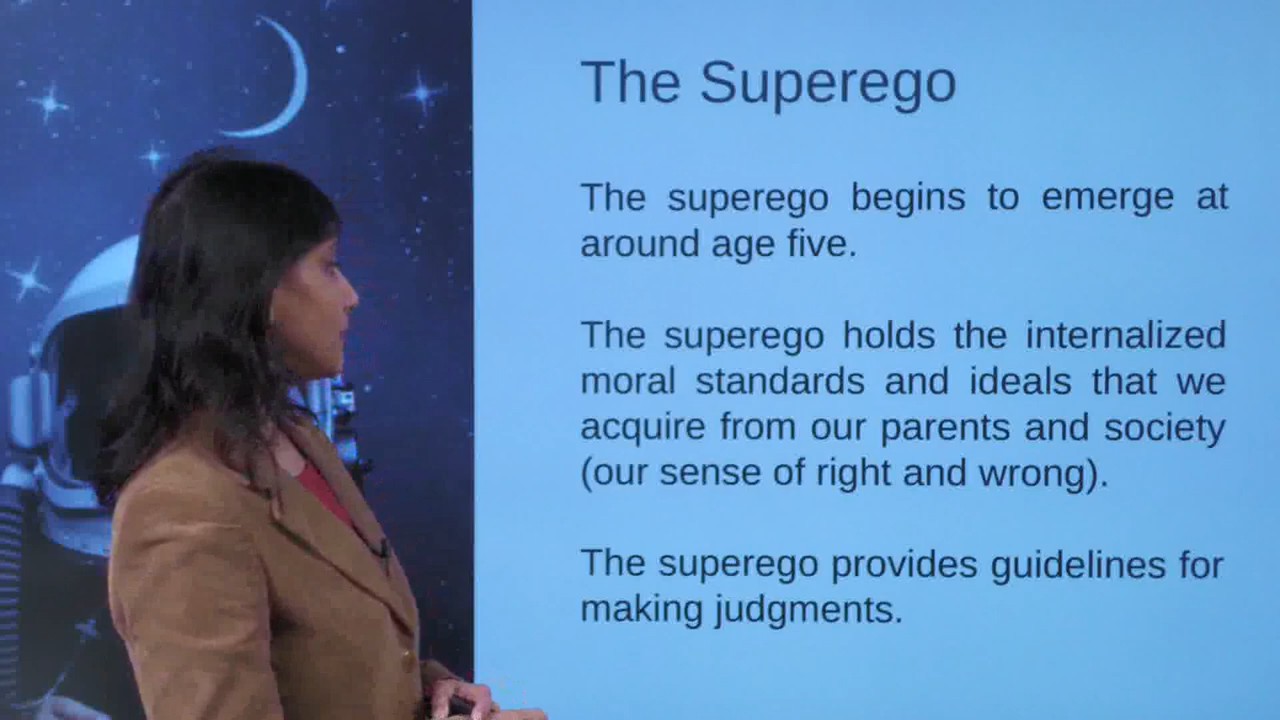 The Superego
The superego begins to emerge at
around age five.
The superego holds the internalized
moral standards and ideals that we
acquire from our parents and society
(our sense of right and wrong).
The superego provides guidelines for
making judgments.